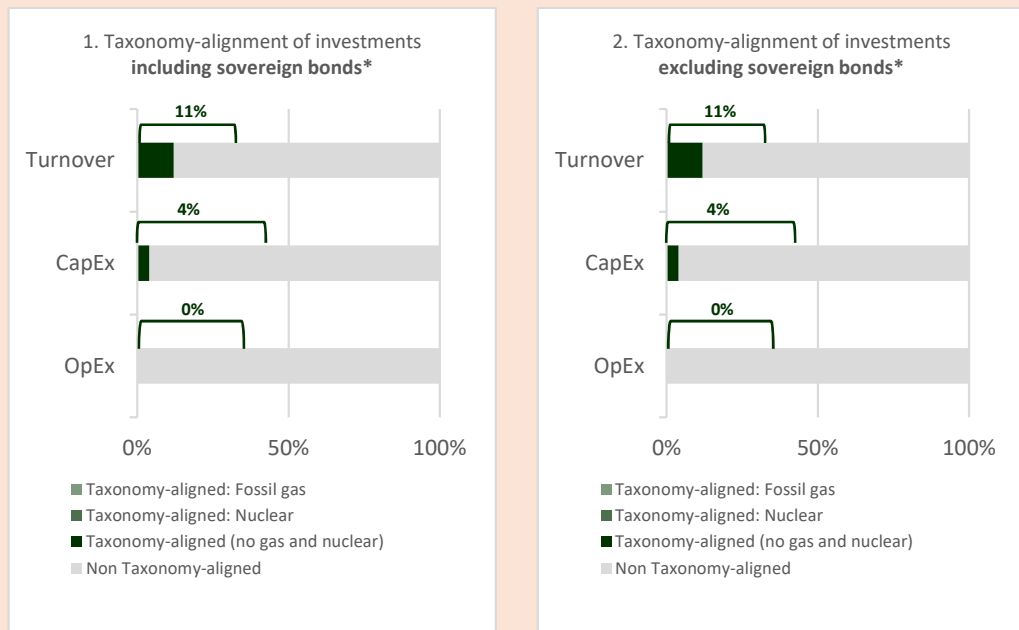 1. Taxonomy-alignment of investments
including sovereign bonds*
11%
Turnover
4%
CapEx
0%
OpEx
0% 50% 100%
Taxonomy-aligned: Fossil gas
Taxonomy-aligned: Nuclear
Taxonomy-aligned (no gas and nuclear)
Non Taxonomy-aligned
2. Taxonomy-alignment of investments
excluding sovereign bonds*
11%
Turnover
4%
CapEx
0%
OpEx
0% 50% 100%
Taxonomy-aligned: Fossil gas
Taxonomy-aligned: Nuclear
Taxonomy-aligned (no gas and nuclear)
Non Taxonomy-aligned